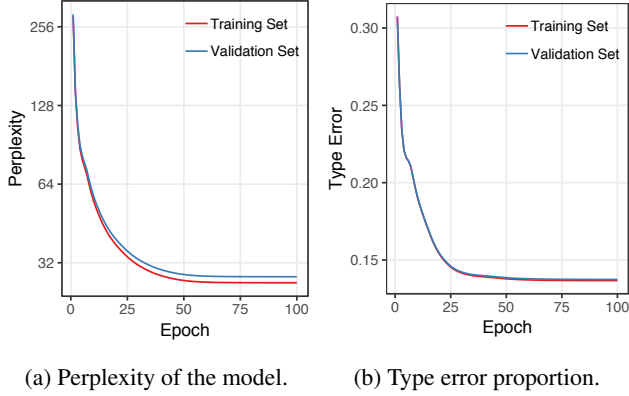 256
128
64
32
Perplexity
Training Set
Validation Set
0
25
50
75
100
Epoch
(a) Perplexity of the model.
0.30
0.25
0.20
0.15
Type Error
Training Set
Validation Set
0
25
50
75
100
Epoch
(b) Type error proportion.